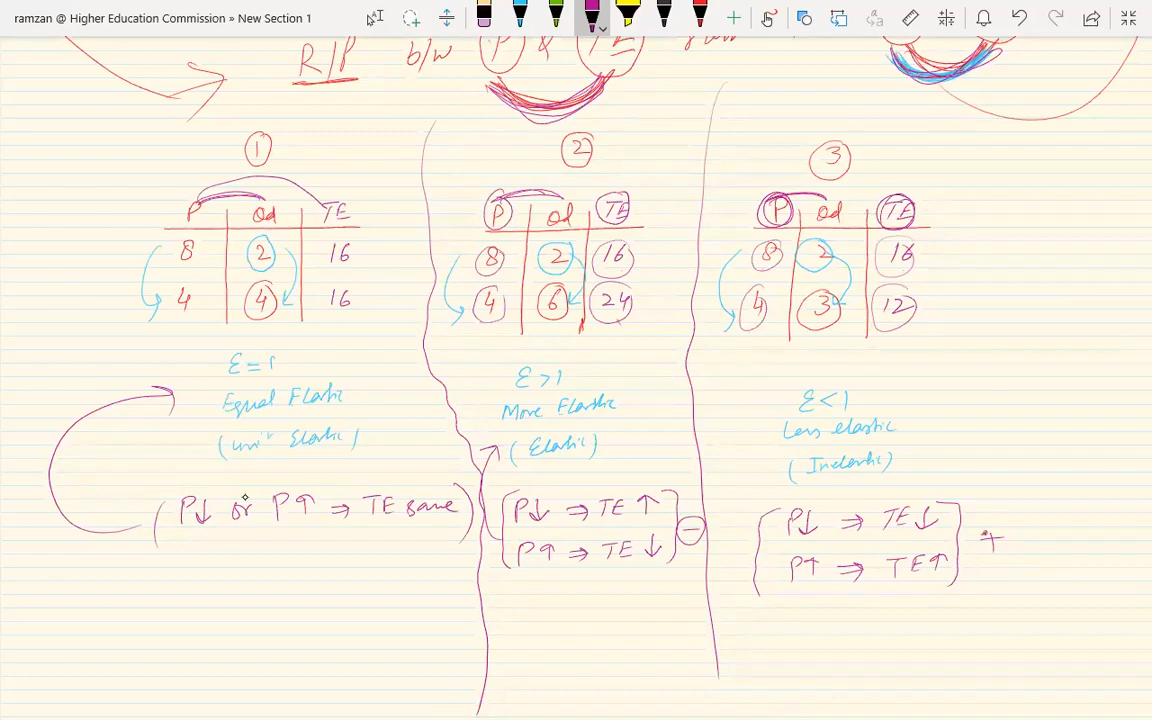 ramzan @ Higher Education Commission » New Section 1
R/P b/w P &
1
P Qd TE
8 2 16
4 4 16
ε = 1
Equal Elastic
(unit Elastic)
(P↓ or P↑ ⇒ TE same)
2
P Qd TE
8 2 16
4 6 24
ε > 1
More Elastic
(Elastic)
P↓ ⇒ TE ↑
P↑ ⇒ TE ↓
−
3
P Qd TE
8 2 16
4 3 12
ε < 1
Less elastic
(Inelastic)
P↓ ⇒ TE↓
P↑ ⇒ TE↑
+